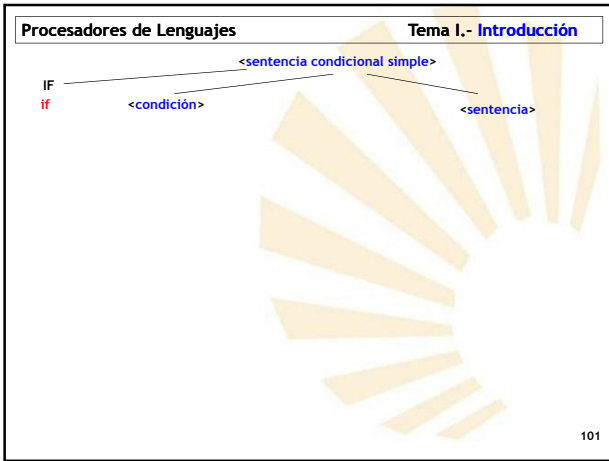 Procesadores de Lenguajes Tema I.- Introducción
<sentencia condicional simple>
IF
if <condición> <sentencia>
101